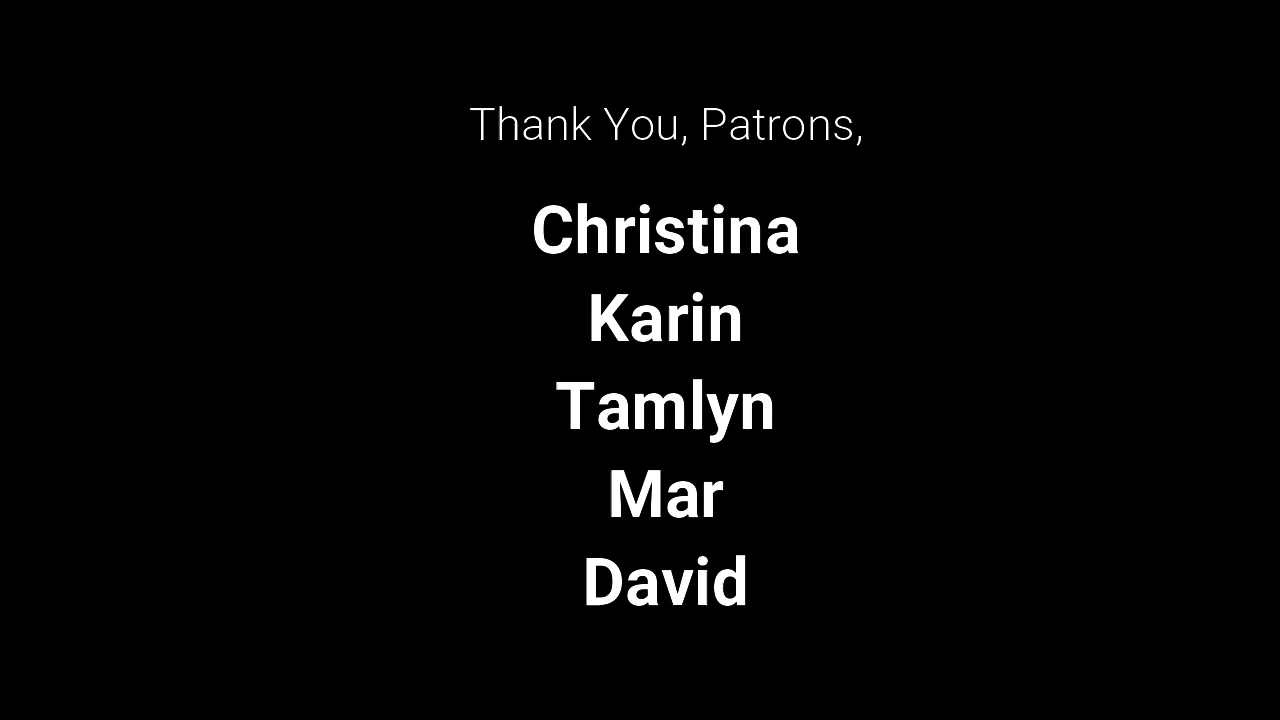 Thank You, Patrons,
Christina
Karin
Tamlyn
Mar
David